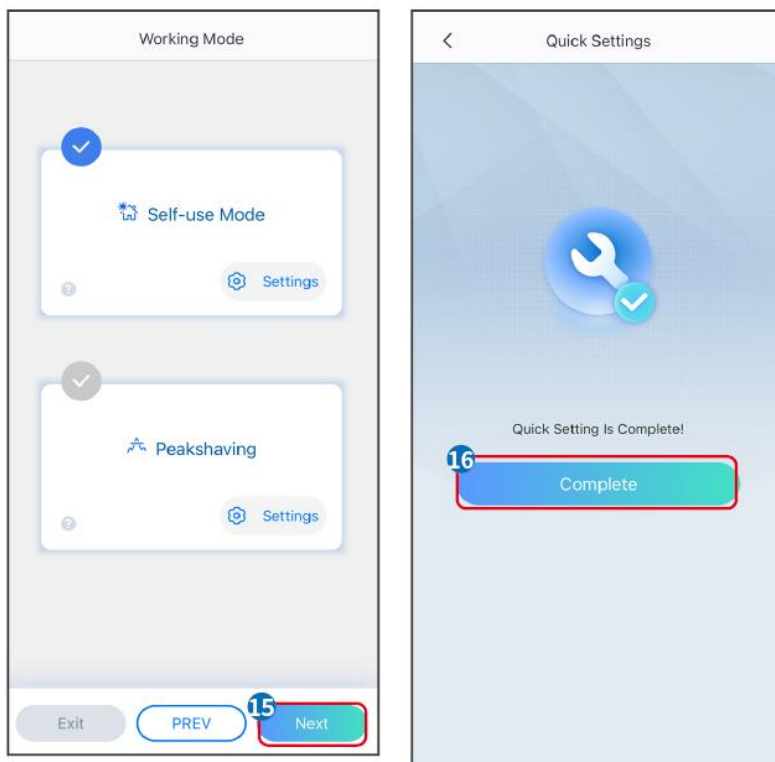 Working Mode
Self-use Mode
? Settings
Peakshaving
? Settings
Exit PREV 15 Next
Quick Settings
Quick Setting Is Complete!
16
Complete